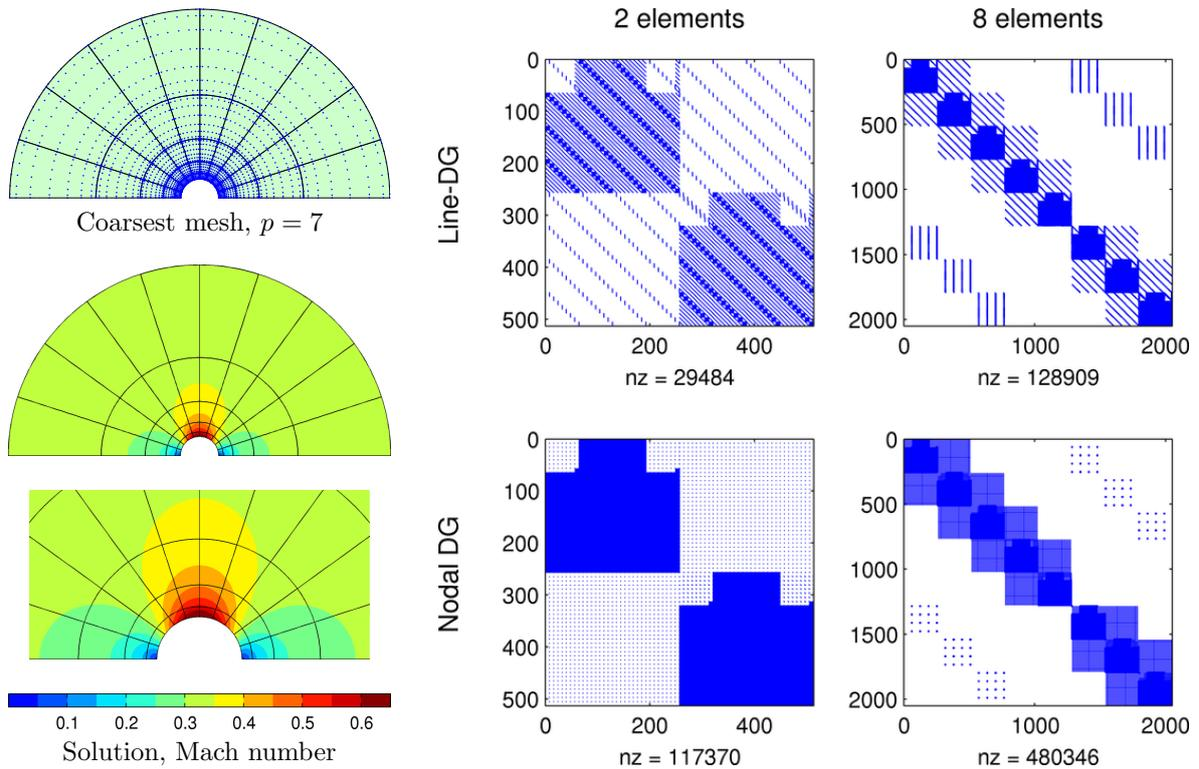 Coarsest mesh, p = 7
0.1 0.2 0.3 0.4 0.5 0.6
Solution, Mach number
2 elements
8 elements
Line-DG
0
100
200
300
400
500
0 200 400
nz = 29484
0
500
1000
1500
2000
0 1000 2000
nz = 128909
Nodal DG
0
100
200
300
400
500
0 200 400
nz = 117370
0
500
1000
1500
2000
0 1000 2000
nz = 480346